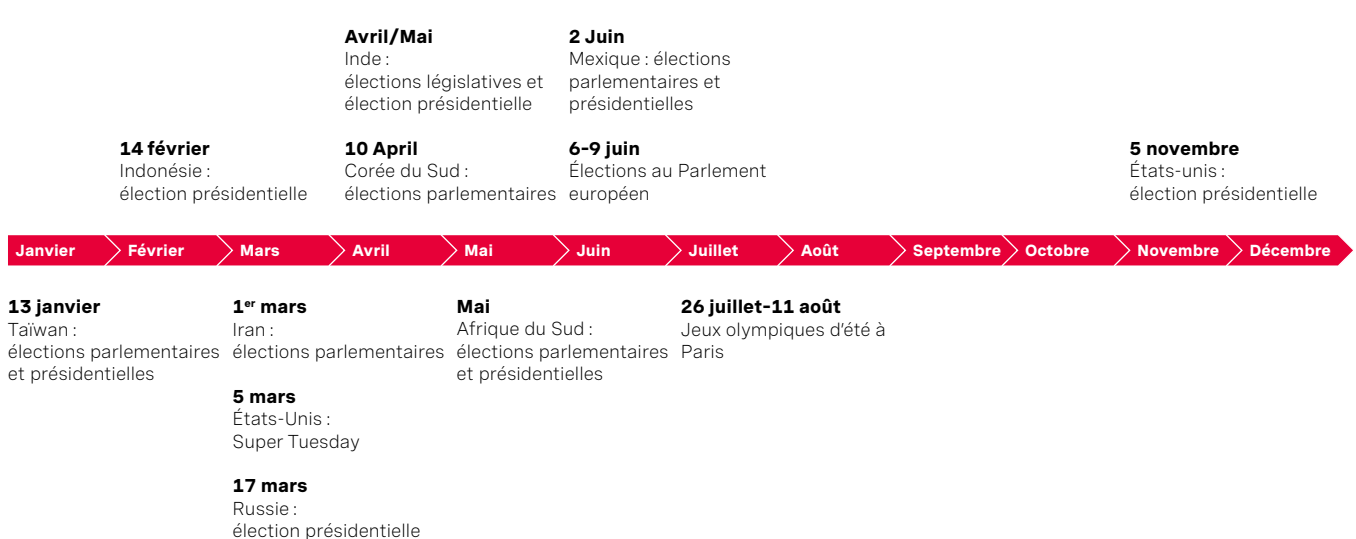 Avril/Mai
Inde :
élections législatives et
élection présidentielle
2 Juin
Mexique : élections
parlementaires et
présidentielles
14 février
Indonésie :
élection présidentielle
10 April
Corée du Sud :
élections parlementaires
6-9 juin
Élections au Parlement
européen
5 novembre
États-unis :
élection présidentielle
Janvier Février Mars Avril Mai Juin Juillet Août Septembre Octobre Novembre Décembre
13 janvier
Taïwan :
élections parlementaires
et présidentielles
1er mars
Iran :
élections parlementaires
5 mars
États-Unis :
Super Tuesday
17 mars
Russie :
élection présidentielle
Mai
Afrique du Sud :
élections parlementaires
et présidentielles
26 juillet-11 août
Jeux olympiques d'été à
Paris